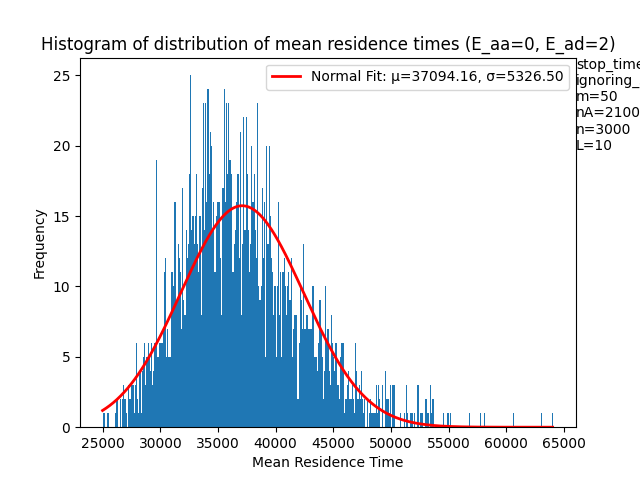 Histogram of distribution of mean residence times (E_aa=0, E_ad=2)
Normal Fit: μ=37094.16, σ=5326.50
stop_time
ignoring_
m=50
nA=2100
n=3000
L=10
Frequency
25
20
15
10
5
0
25000 30000 35000 40000 45000 50000 55000 60000 65000
Mean Residence Time